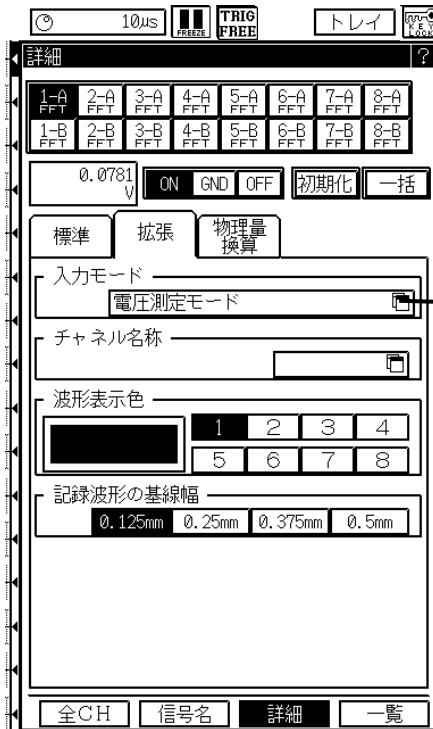 10μs FREEZE TRIG FREE トレイ KEY LOCK
詳細 ?
1-A FFT 2-A FFT 3-A FFT 4-A FFT 5-A FFT 6-A FFT 7-A FFT 8-A FFT
1-B FFT 2-B FFT 3-B FFT 4-B FFT 5-B FFT 6-B FFT 7-B FFT 8-B FFT
0.0781 V ON GND OFF 初期化 一括
標準 拡張 物理量換算
入力モード
電圧測定モード
チャネル名称
波形表示色
1 2 3 4
5 6 7 8
記録波形の基線幅
0.125mm 0.25mm 0.375mm 0.5mm
全CH 信号名 詳細 一覧